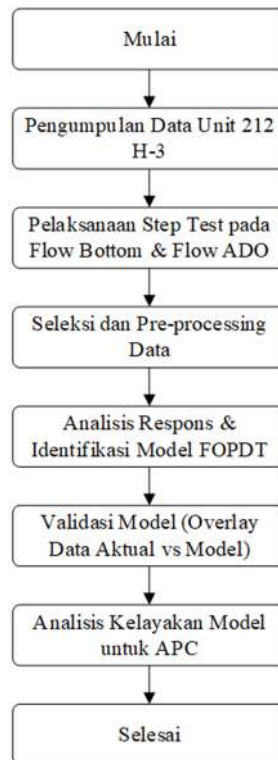 Mulai
Pengumpulan Data Unit 212
H-3
Pelaksanaan Step Test pada
Flow Bottom & Flow ADO
Seleksi dan Pre-processing
Data
Analisis Respons &
Identifikasi Model FOPDT
Validasi Model (Overlay
Data Aktual vs Model)
Analisis Kelayakan Model
untuk APC
Selesai